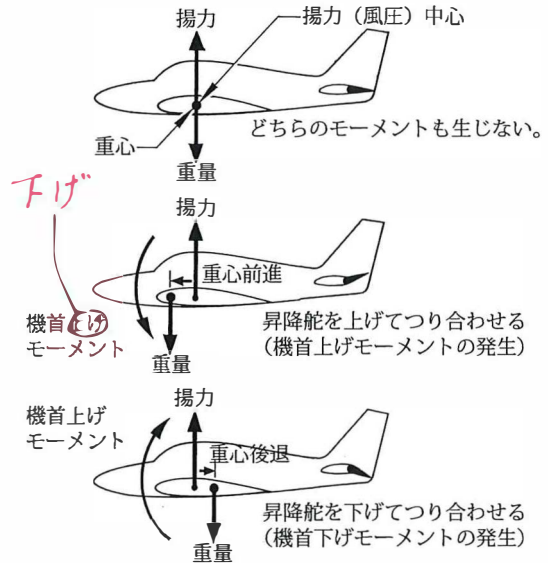 揚力
揚力（風圧）中心
どちらのモーメントも生じない。
重心
重量
下げ
揚力
重心前進
機首上げ
モーメント
重量
昇降舵を上げてつり合わせる
（機首上げモーメントの発生）
揚力
機首上げ
モーメント
重心後退
昇降舵を下げてつり合わせる
（機首下げモーメントの発生）
重量